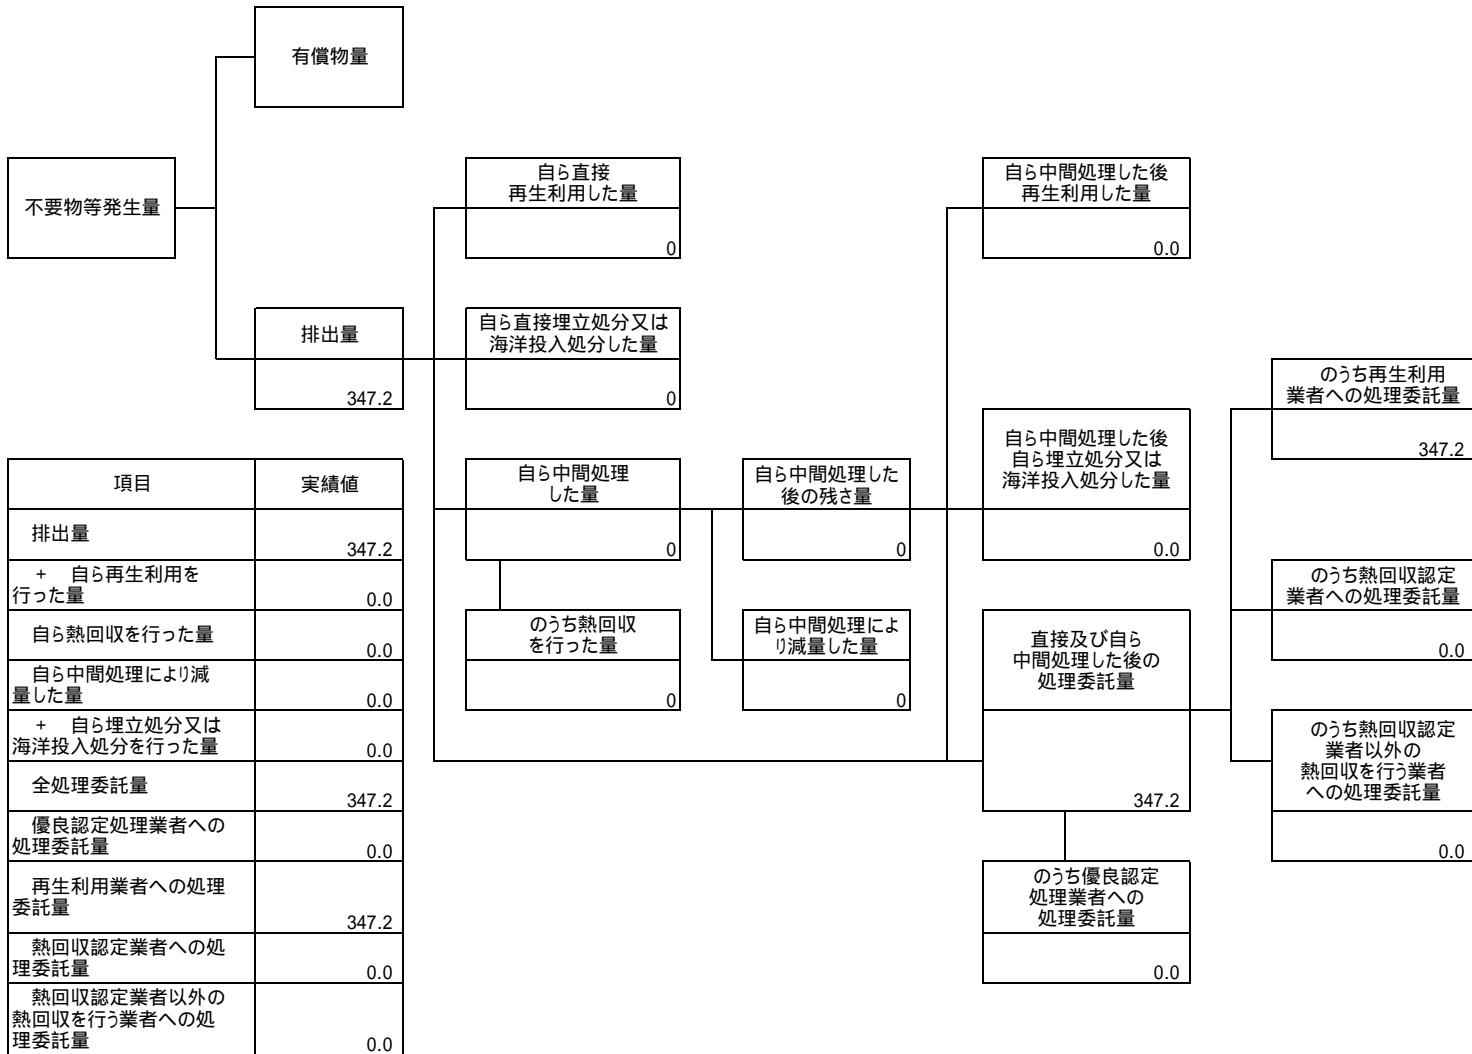 有償物量
不要物等発生量
自ら直接
再生利用した量
0
自ら中間処理した後
再生利用した量
0.0
排出量
347.2
自ら直接埋立処分又は
海洋投入処分した量
0
のうち再生利用
業者への処理委託量
347.2
自ら中間処理
した量
0
自ら中間処理した
後の残さ量
0
自ら中間処理した後
自ら埋立処分又は
海洋投入処分した量
0.0
のうち熱回収
を行った量
0
自ら中間処理によ
り減量した量
0
直接及び自ら
中間処理した後の
処理委託量
347.2
のうち熱回収認定
業者への処理委託量
0.0
のうち熱回収認定
業者以外の
熱回収を行う業者
への処理委託量
0.0
のうち優良認定
処理業者への
処理委託量
0.0
項目 実績値
排出量
347.2
+ 自ら再生利用を
行った量 0.0
自ら熱回収を行った量
0.0
自ら中間処理により減
量した量 0.0
+ 自ら埋立処分又は
海洋投入処分を行った量 0.0
全処理委託量
347.2
優良認定処理業者への
処理委託量 0.0
再生利用業者への処理
委託量
347.2
熱回収認定業者への処
理委託量 0.0
熱回収認定業者以外の
熱回収を行う業者への処
理委託量 0.0